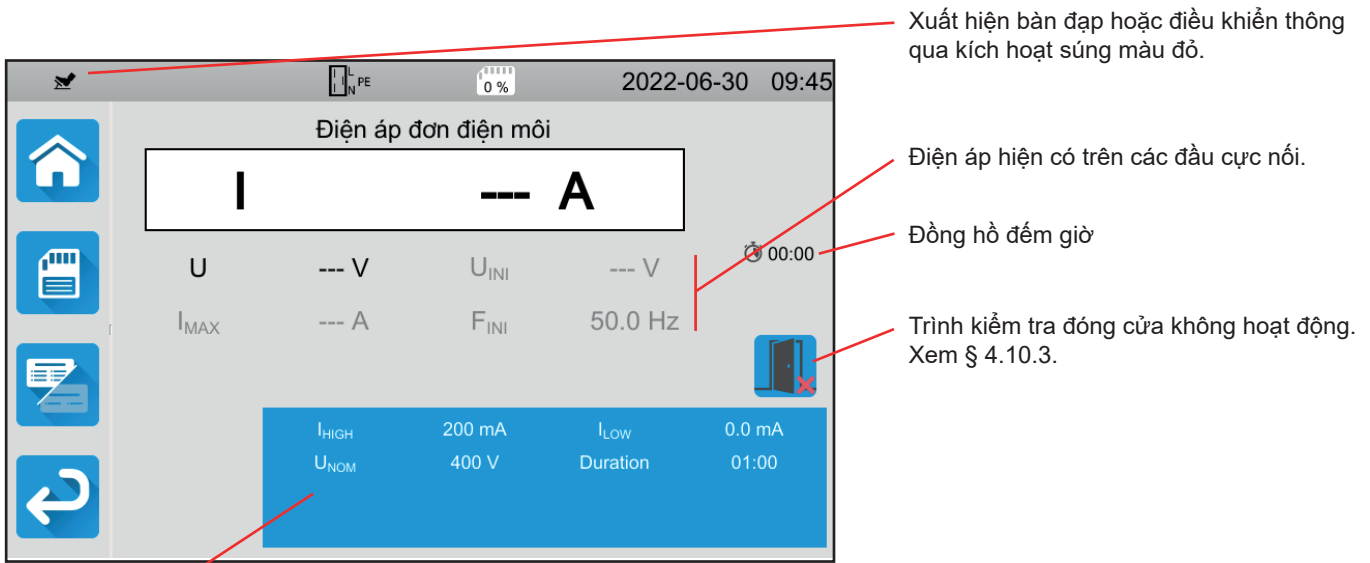 Xuất hiện bàn đạp hoặc điều khiển thông
qua kích hoạt súng màu đỏ.
L
N PE
0 %
2022-06-30 09:45
Điện áp đơn điện môi
I --- A
Điện áp hiện có trên các đầu cực nối.
Đồng hồ đếm giờ
00:00
U --- V UINI --- V
IMAX --- A FINI 50.0 Hz
Trình kiểm tra đóng cửa không hoạt động.
Xem § 4.10.3.
IHIGH 200 mA ILOW 0.0 mA
UNOM 400 V Duration 01:00